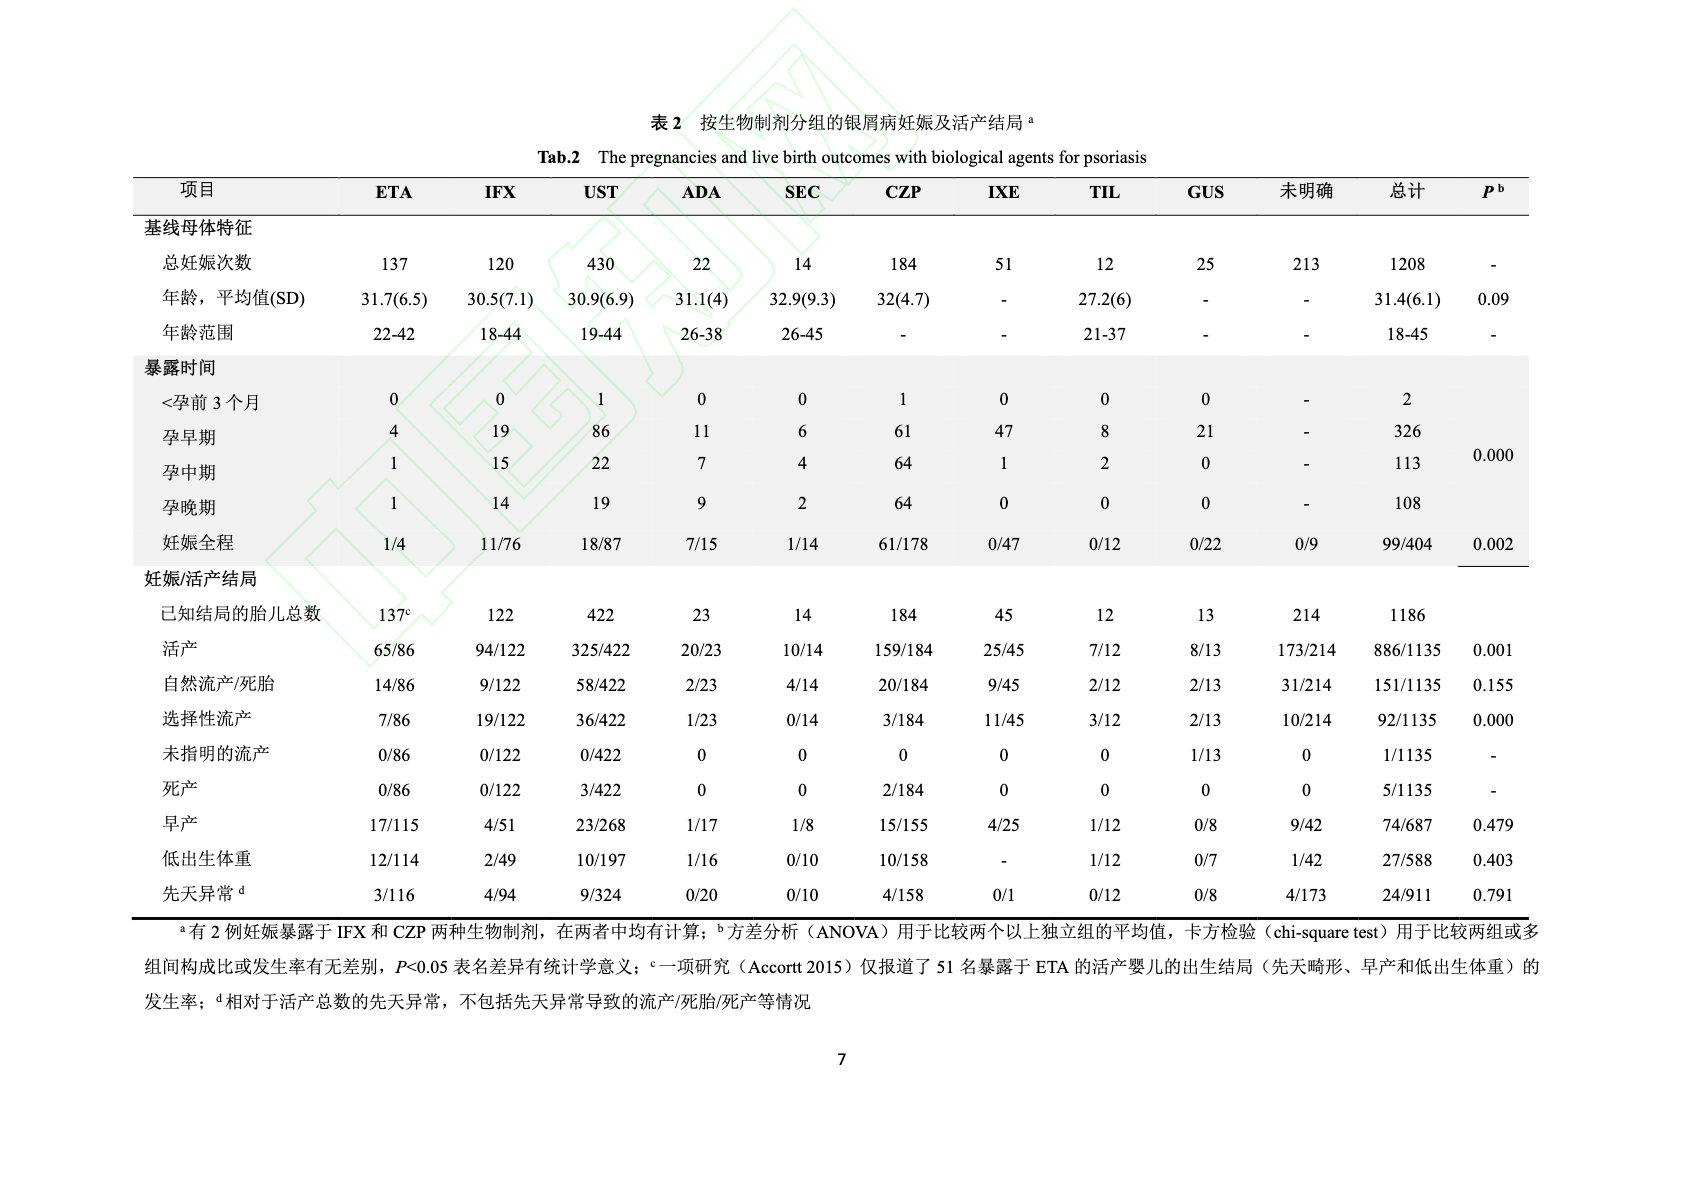 表 2 按生物制剂分组的银屑病妊娠及活产结局 a
Tab.2 The pregnancies and live birth outcomes with biological agents for psoriasis
项目 ETA IFX UST ADA SEC CZP IXE TIL GUS 未明确 总计 P b
基线母体特征
总妊娠次数 137 120 430 22 14 184 51 12 25 213 1208 -
年龄，平均值(SD) 31.7(6.5) 30.5(7.1) 30.9(6.9) 31.1(4) 32.9(9.3) 32(4.7) - 27.2(6) - - 31.4(6.1) 0.09
年龄范围 22-42 18-44 19-44 26-38 26-45 - - 21-37 - - 18-45 -
暴露时间
<孕前 3 个月 0 0 1 0 0 1 0 0 0 - 2
孕早期 4 19 86 11 6 61 47 8 21 - 326
孕中期 1 15 22 7 4 64 1 2 0 - 113 0.000
孕晚期 1 14 19 9 2 64 0 0 0 - 108
妊娠全程 1/4 11/76 18/87 7/15 1/14 61/178 0/47 0/12 0/22 0/9 99/404 0.002
妊娠/活产结局
已知结局的胎儿总数 137c 122 422 23 14 184 45 12 13 214 1186
活产 65/86 94/122 325/422 20/23 10/14 159/184 25/45 7/12 8/13 173/214 886/1135 0.001
自然流产/死胎 14/86 9/122 58/422 2/23 4/14 20/184 9/45 2/12 2/13 31/214 151/1135 0.155
选择性流产 7/86 19/122 36/422 1/23 0/14 3/184 11/45 3/12 2/13 10/214 92/1135 0.000
未指明的流产 0/86 0/122 0/422 0 0 0 0 0 1/13 0 1/1135 -
死产 0/86 0/122 3/422 0 0 2/184 0 0 0 0 5/1135 -
早产 17/115 4/51 23/268 1/17 1/8 15/155 4/25 1/12 0/8 9/42 74/687 0.479
低出生体重 12/114 2/49 10/197 1/16 0/10 10/158 - 1/12 0/7 1/42 27/588 0.403
先天异常 d 3/116 4/94 9/324 0/20 0/10 4/158 0/1 0/12 0/8 4/173 24/911 0.791
a 有 2 例妊娠暴露于 IFX 和 CZP 两种生物制剂，在两者中均有计算；b 方差分析（ANOVA）用于比较两个以上独立组的平均值，卡方检验（chi-square test）用于比较两组或多
组间构成比或发生率有无差别，P<0.05 表名差异有统计学意义；c 一项研究（Accortt 2015）仅报道了 51 名暴露于 ETA 的活产婴儿的出生结局（先天畸形、早产和低出生体重）的
发生率；d 相对于活产总数的先天异常，不包括先天异常导致的流产/死胎/死产等情况
7
中国知网